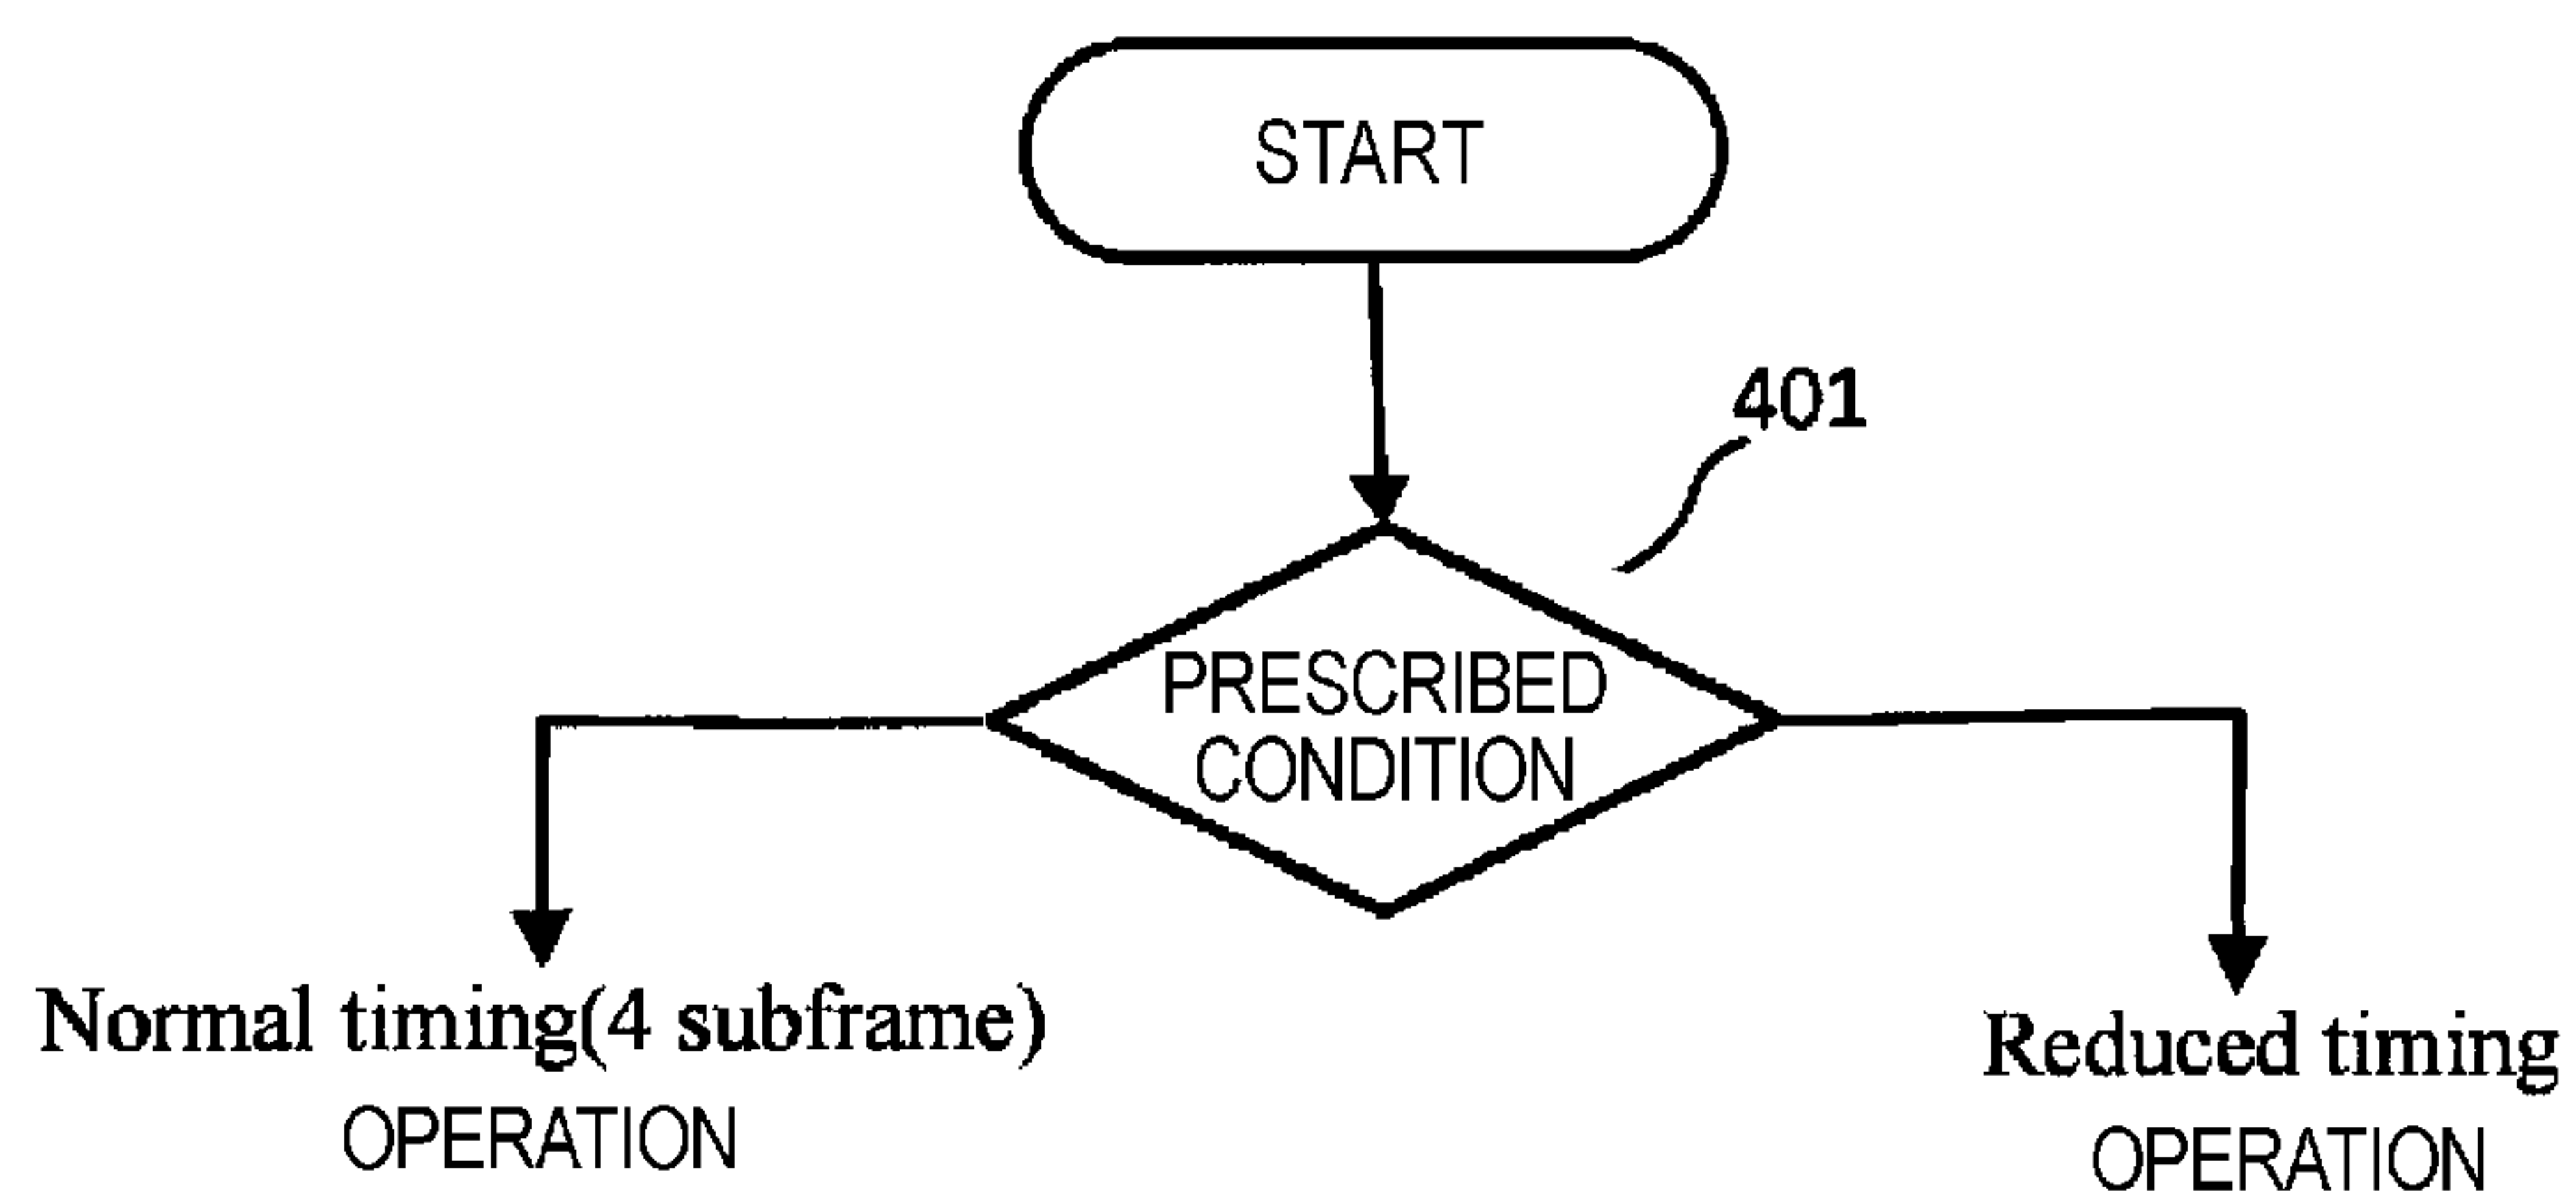 START
401
PRESCRIBED
CONDITION
Normal timing(4 subframe)
OPERATION
Reduced timing
OPERATION